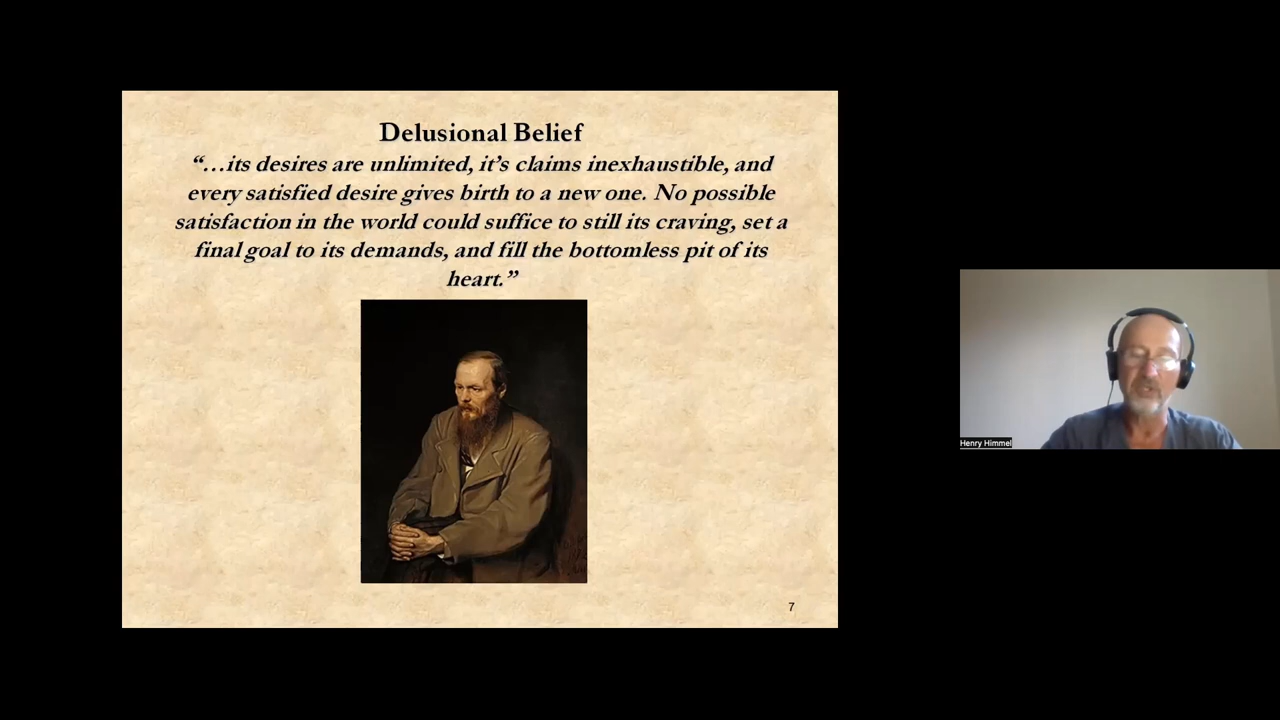 Delusional Belief
“…its desires are unlimited, it’s claims inexhaustible, and
every satisfied desire gives birth to a new one. No possible
satisfaction in the world could suffice to still its craving, set a
final goal to its demands, and fill the bottomless pit of its
heart.”
7
Henry Himmel